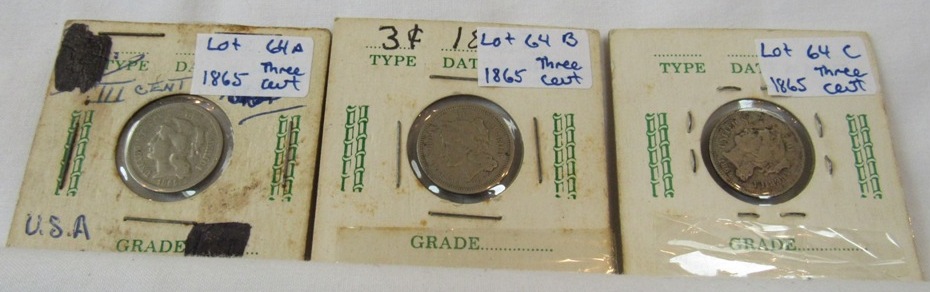 Lot 64A
TYPE D
1865 Three cent
III CENT
U.S.A
GRADE
3¢ 18
Lot 64 B
TYPE DAT
1865 Three cent
GRADE
Lot 64 C
TYPE DAT
1865 Three cent
GRADE